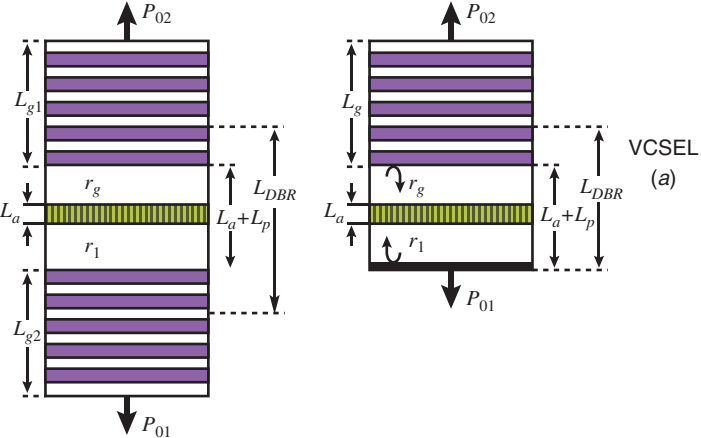 P02
P02
Lg1
Lg
VCSEL
(a)
rg
rg
LDBR
LDBR
La
La+Lp
La
La+Lp
r1
r1
P01
Lg2
P01